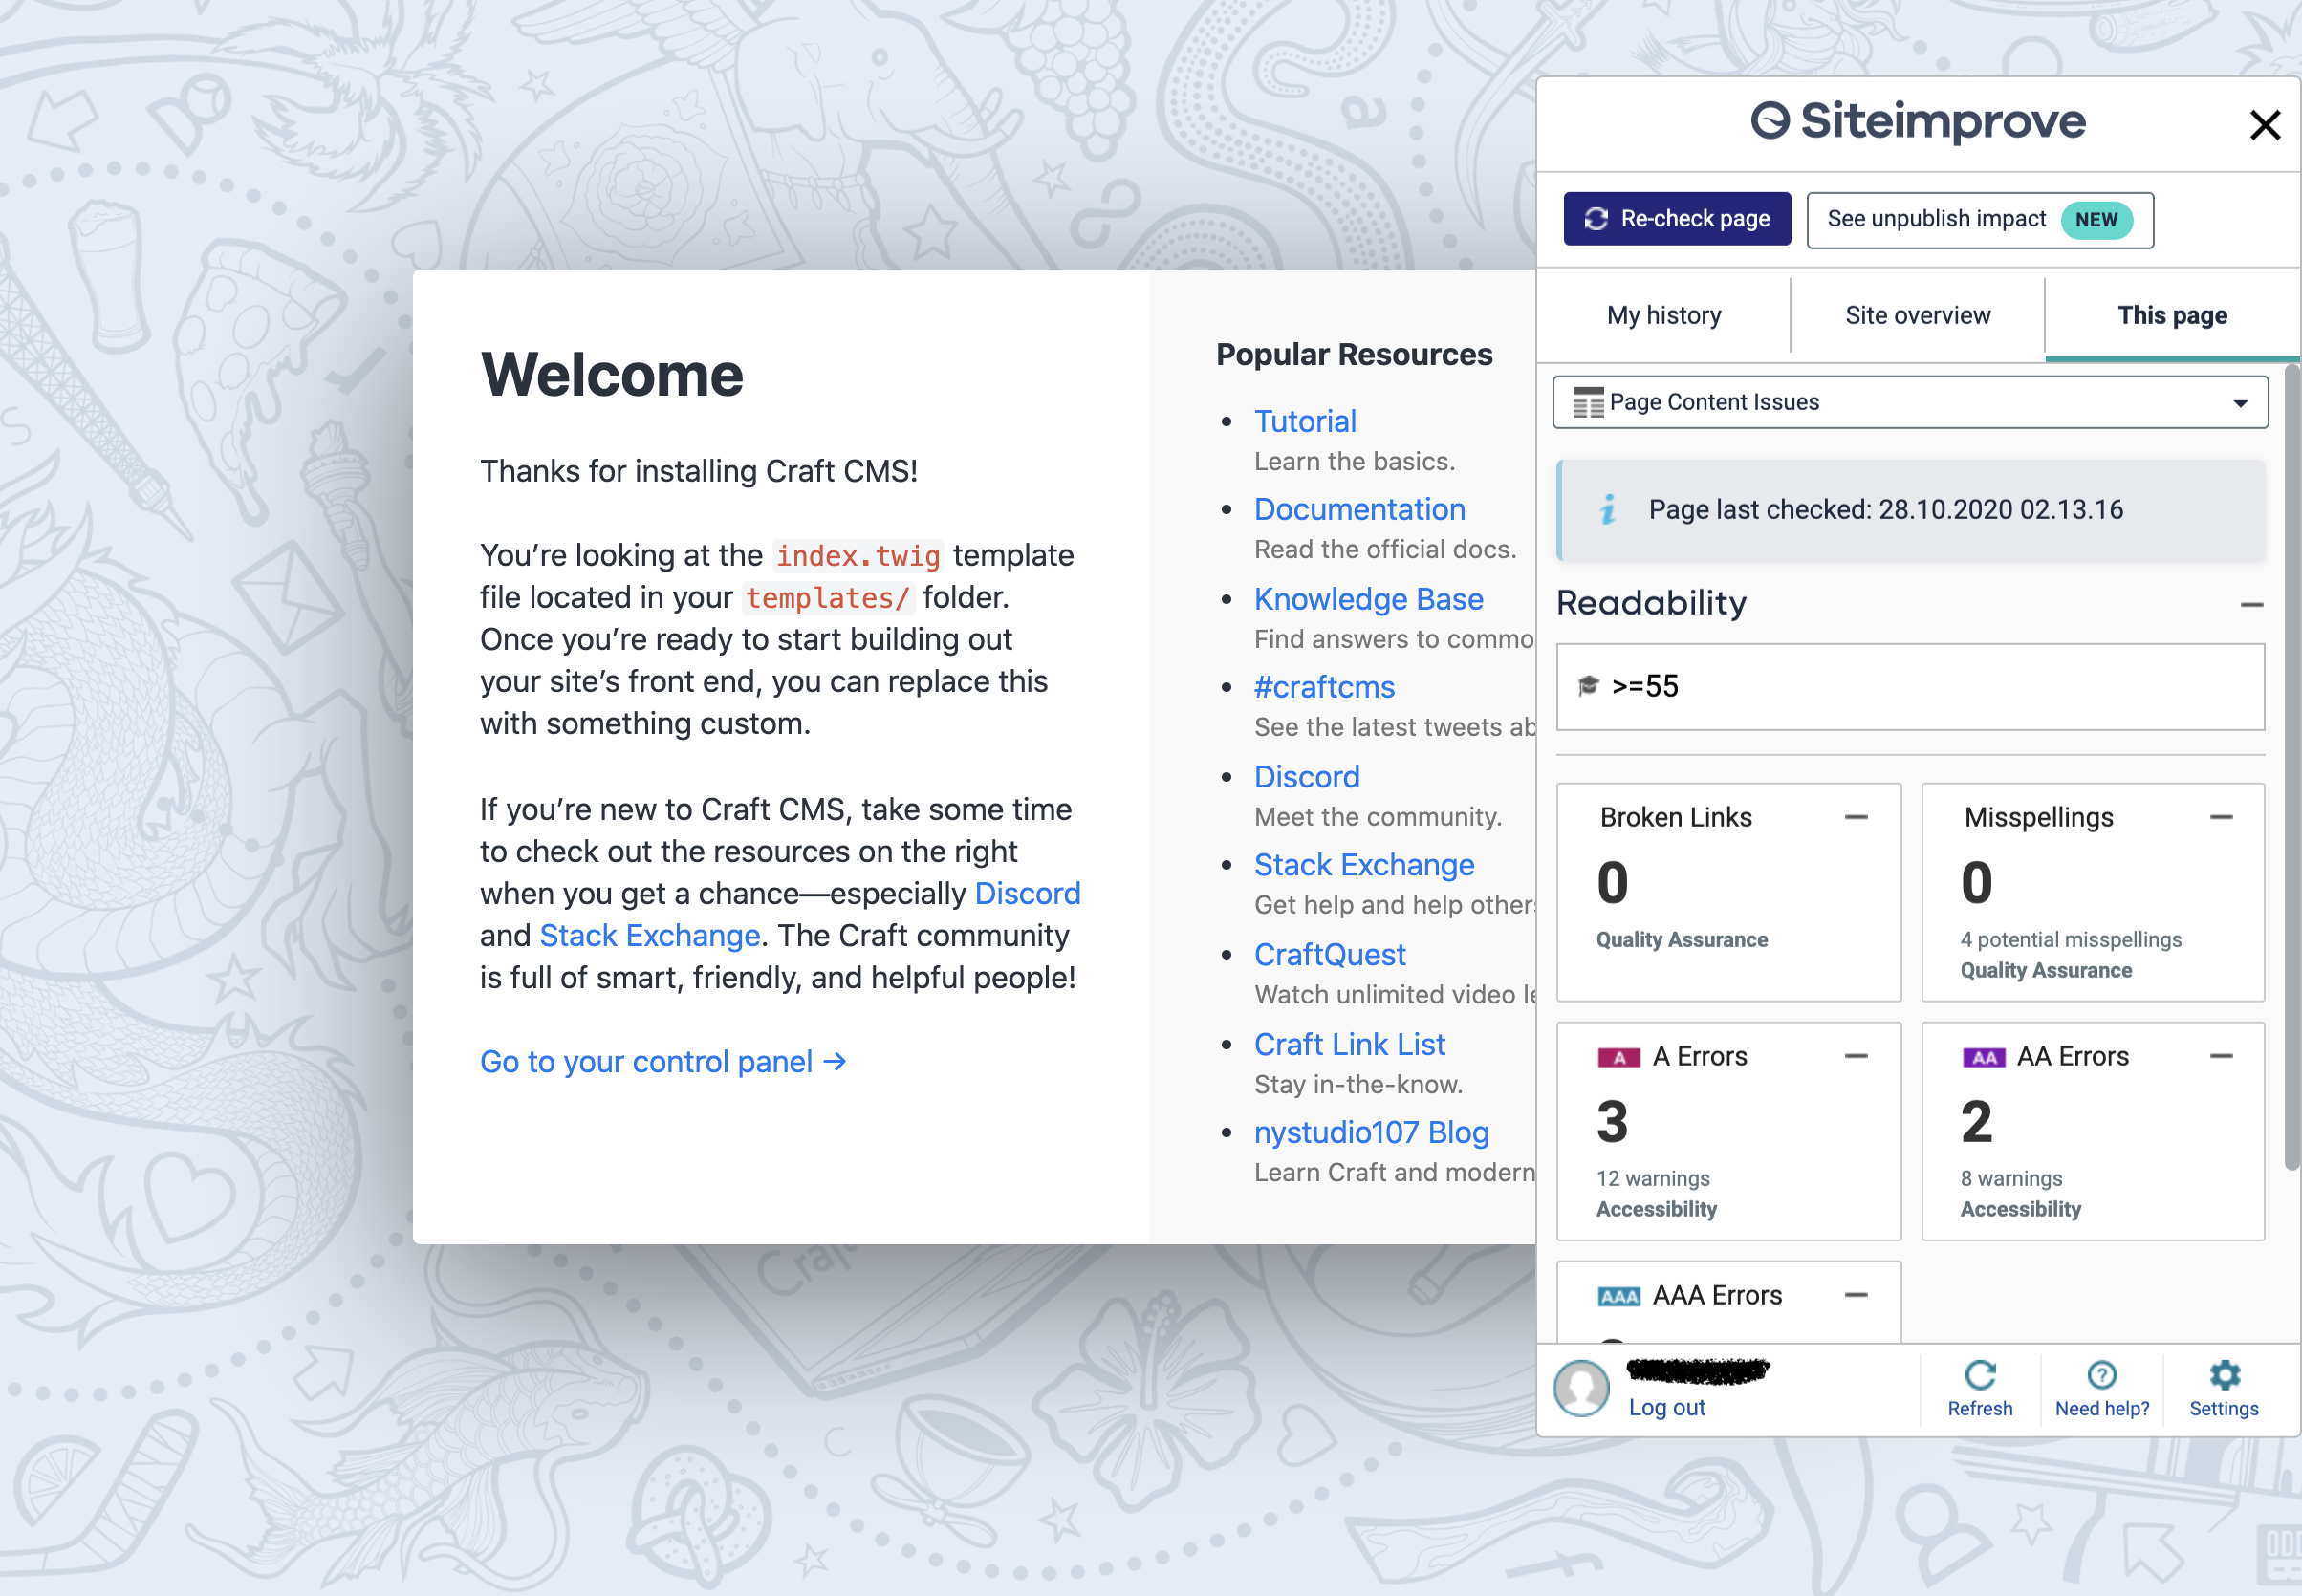 Welcome
Thanks for installing Craft CMS!
You’re looking at the index.twig template
file located in your templates/ folder.
Once you’re ready to start building out
your site’s front end, you can replace this
with something custom.
If you’re new to Craft CMS, take some time
to check out the resources on the right
when you get a chance—especially Discord
and Stack Exchange. The Craft community
is full of smart, friendly, and helpful people!
Go to your control panel →
Popular Resources
Tutorial
Learn the basics.
Documentation
Read the official docs.
Knowledge Base
Find answers to commo
#craftcms
See the latest tweets ab
Discord
Meet the community.
Stack Exchange
Get help and help other
CraftQuest
Watch unlimited video le
Craft Link List
Stay in-the-know.
nystudio107 Blog
Learn Craft and modern
Siteimprove
Re-check page
See unpublish impact NEW
My history
Site overview
This page
Page Content Issues
Page last checked: 28.10.2020 02.13.16
Readability
>=55
Broken Links
0
Quality Assurance
Misspellings
0
4 potential misspellings
Quality Assurance
A A Errors
3
12 warnings
Accessibility
AA AA Errors
2
8 warnings
Accessibility
AAA AAA Errors
Log out
Refresh
Need help?
Settings
Craft
a
S
C